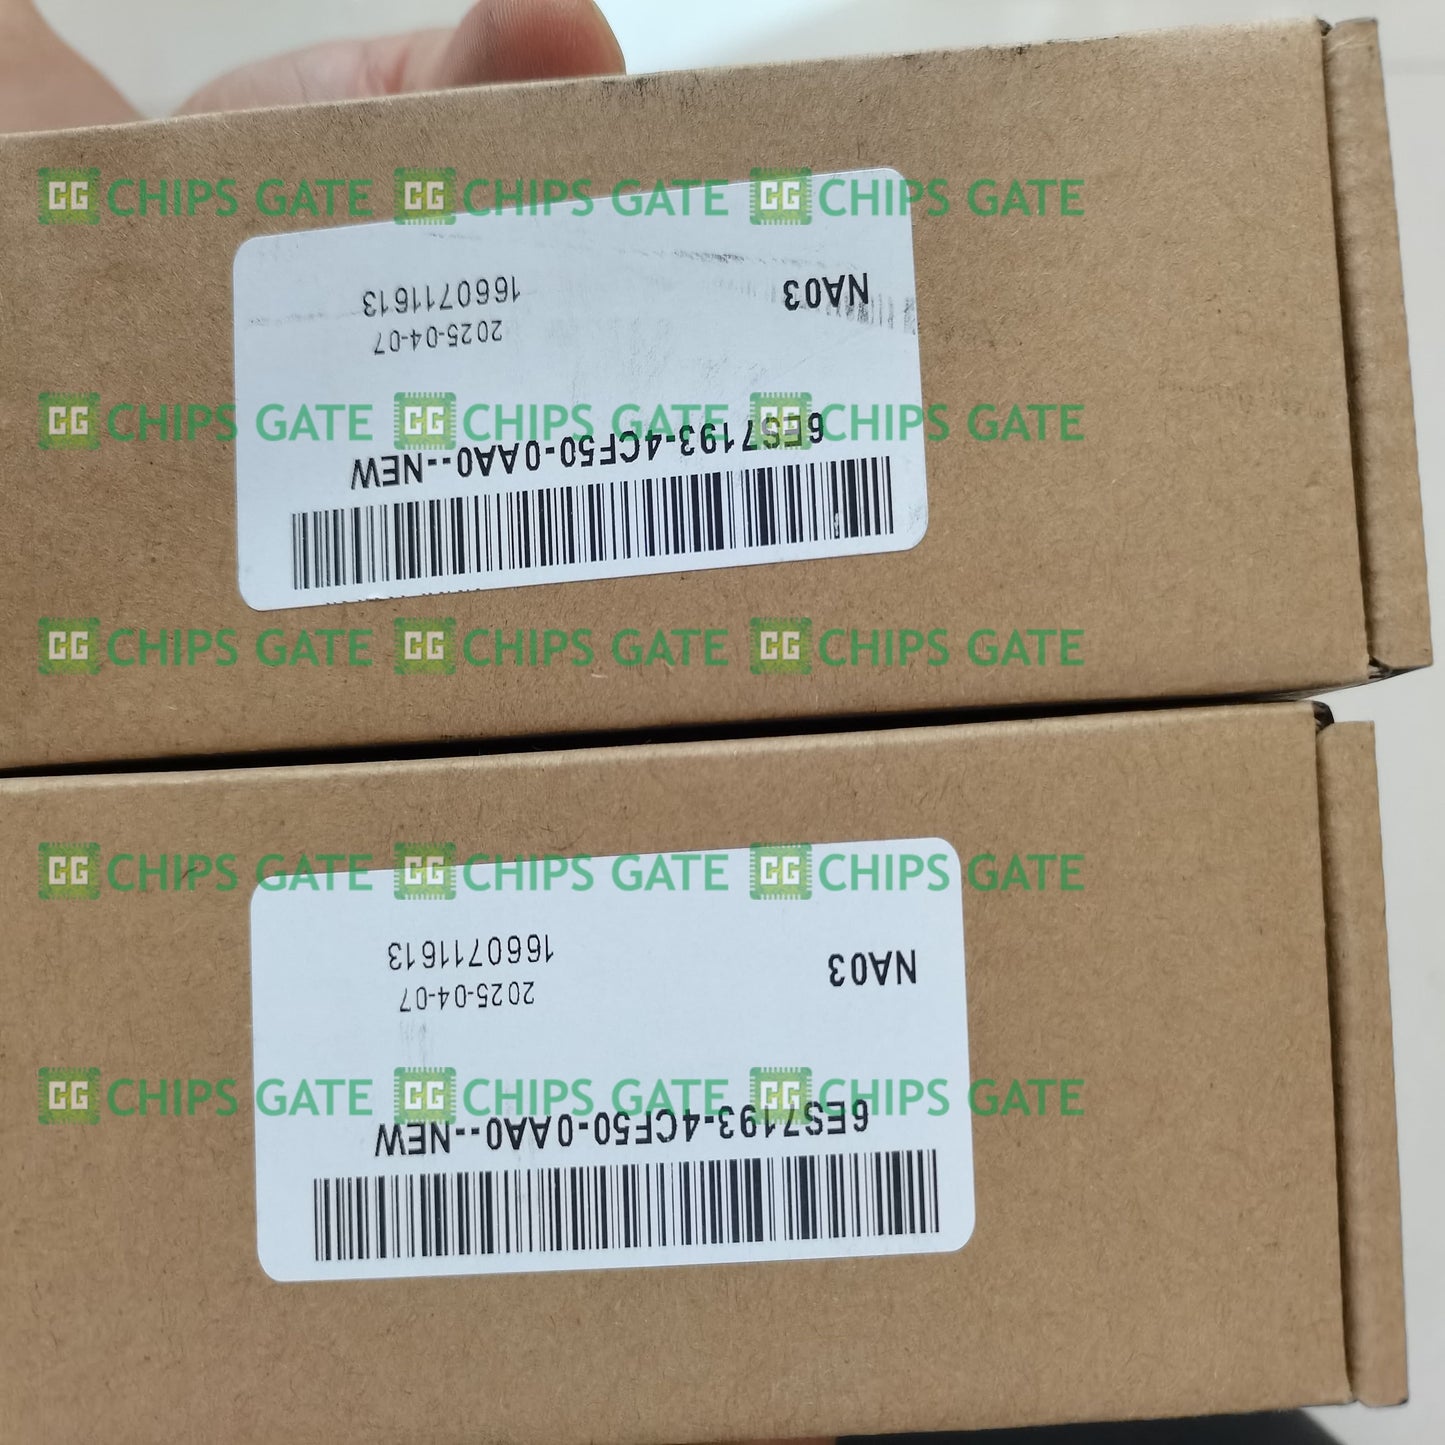 CG CHIPS GATE CG CHIPS GATE CG CHIPS GATE
NA03
1660711613
2025-04-07
CG CHIPS GATE CG CHIPS GATE CG CHIPS GATE
6ES7193-4CF50-0AA0--NEW
CG CHIPS GATE CG CHIPS GATE CG CHIPS GATE
CG CHIPS GATE CG CHIPS GATE CG CHIPS GATE
NA03
1660711613
2025-04-07
CG CHIPS GATE CG CHIPS GATE CG CHIPS GATE
6ES7193-4CF50-0AA0--NEW